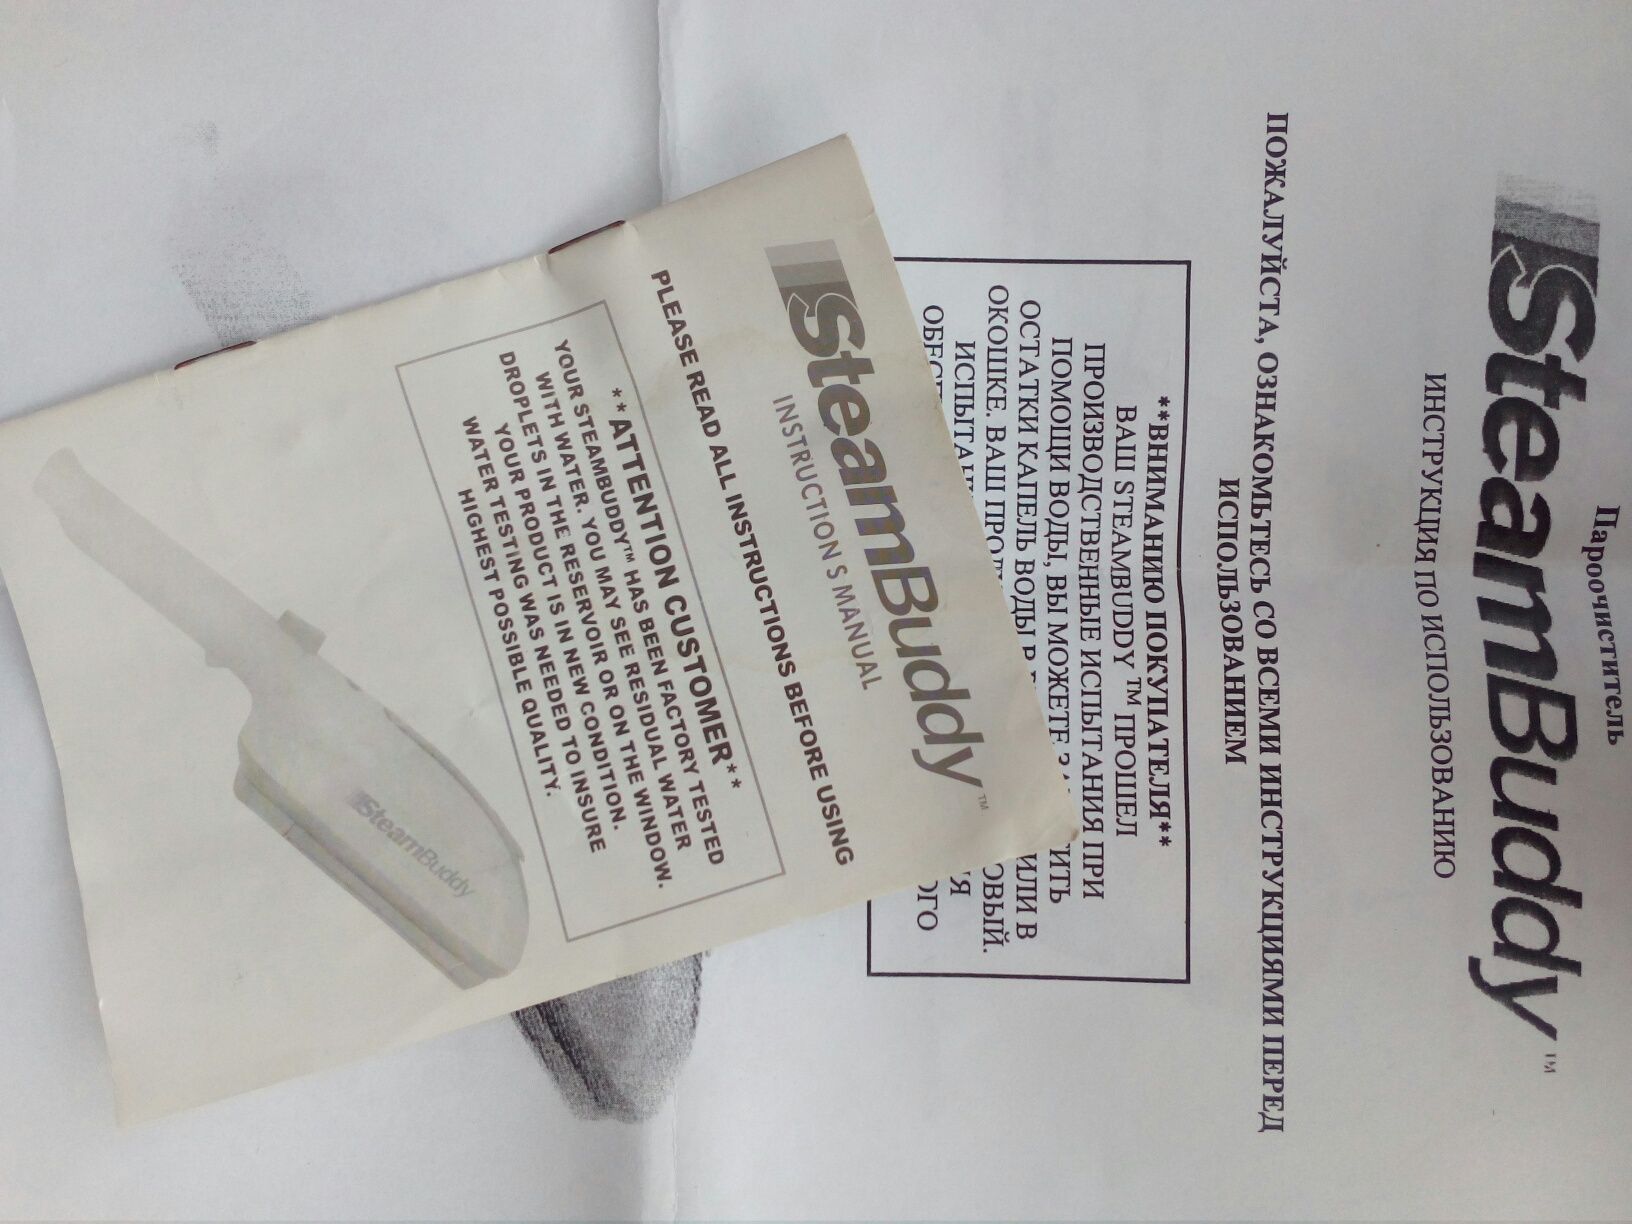 Пароочиститель
SteamBuddy™
ИНСТРУКЦИЯ ПО ИСПОЛЬЗОВАНИЮ
ПОЖАЛУЙСТА, ОЗНАКОМЬТЕСЬ СО ВСЕМИ ИНСТРУКЦИЯМИ ПЕРЕД
ИСПОЛЬЗОВАНИЕМ
**ВНИМАНИЮ ПОКУПАТЕЛЯ**
ВАШ STEAMBUDDY ™ ПРОШЕЛ
ПРОИЗВОДСТВЕННЫЕ ИСПЫТАНИЯ ПРИ
ПОМОЩИ ВОДЫ, ВЫ МОЖЕТЕ
ОСТАТКИ КАПЕЛЬ ВОДЫ ИЛИ В
ОКОШКЕ. ВАШ
SteamBuddy™
INSTRUCTIONS MANUAL
PLEASE READ ALL INSTRUCTIONS BEFORE USING
**ATTENTION CUSTOMER**
YOUR STEAMBUDDY™ HAS BEEN FACTORY TESTED
WITH WATER. YOU MAY SEE RESIDUAL WATER
DROPLETS IN THE RESERVOIR OR ON THE WINDOW.
YOUR PRODUCT IS IN NEW CONDITION.
WATER TESTING WAS NEEDED TO INSURE
HIGHEST POSSIBLE QUALITY.
SteamBuddy